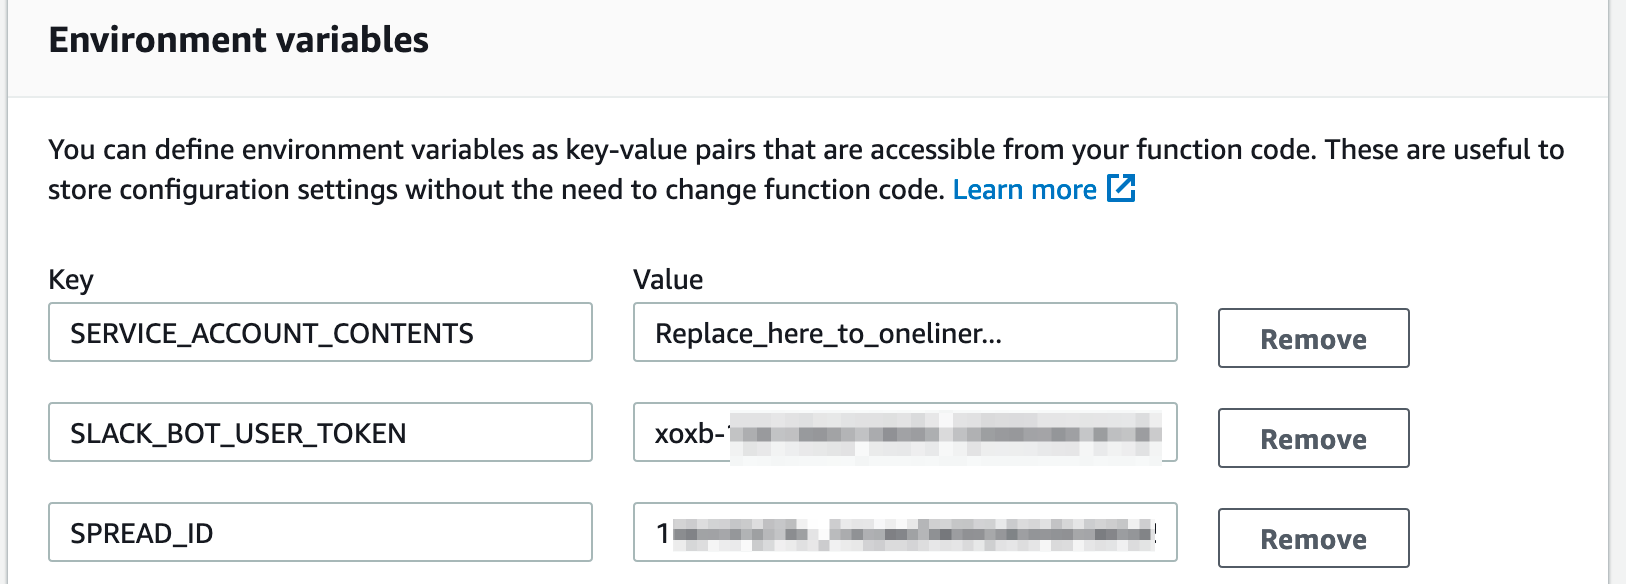 Environment variables
You can define environment variables as key-value pairs that are accessible from your function code. These are useful to
store configuration settings without the need to change function code. Learn more
Key Value
SERVICE_ACCOUNT_CONTENTS Replace_here_to_oneliner... Remove
SLACK_BOT_USER_TOKEN xoxb- Remove
SPREAD_ID 1 Remove